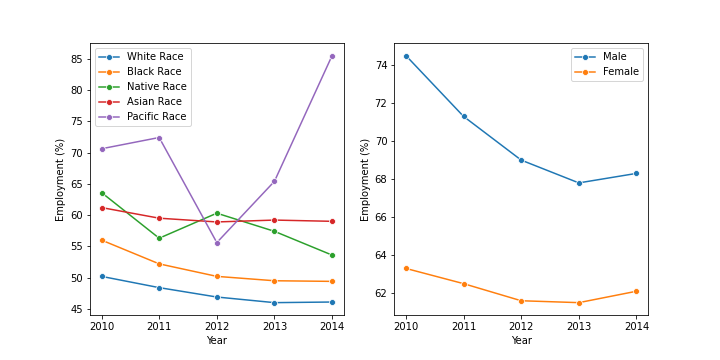 White Race
Black Race
Native Race
Asian Race
Pacific Race
85
80
75
70
65
60
55
50
45
Employment (%)
2010 2011 2012 2013 2014
Year
Male
Female
74
72
70
68
66
64
62
Employment (%)
2010 2011 2012 2013 2014
Year